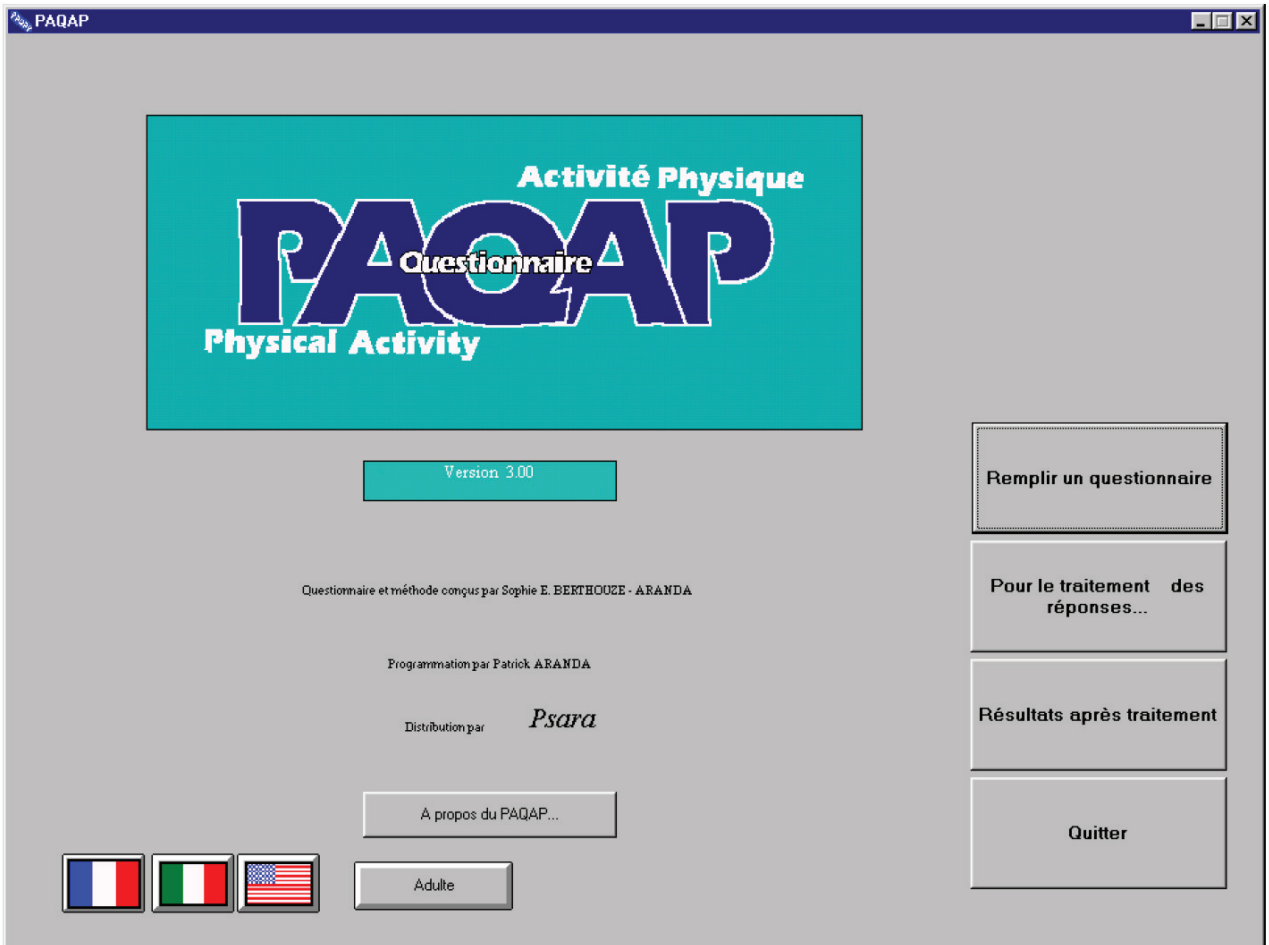 PAQAP
Activité Physique
PAQAP
Questionnaire
Physical Activity
Version 3.00
Questionnaire et méthode conçus par Sophie E. BERTHOUZE - ARANDA
Programmation par Patrick ARANDA
Distribution par Psara
A propos du PAQAP...
Adulte
Remplir un questionnaire
Pour le traitement des
réponses...
Résultats après traitement
Quitter